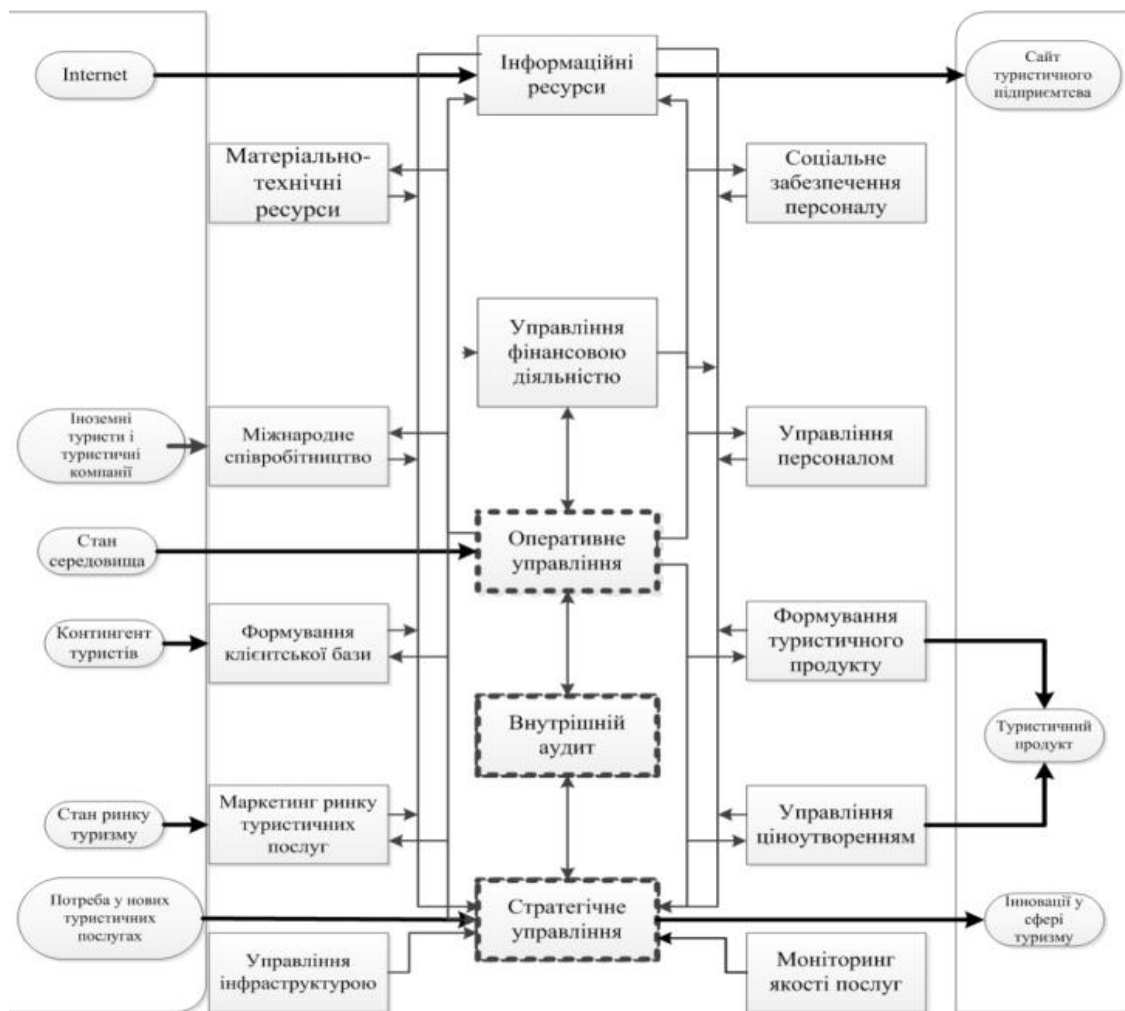 Internet
Інформаційні
ресурси
Сайт
туристичного
підприємтсва
Матеріально-
технічні
ресурси
Соціальне
забезпечення
персоналу
Управління
фінансовою
діяльністю
Іноземні
туристи і
туристичні
компанії
Міжнародне
співробітництво
Управління
персоналом
Стан
середовища
Оперативне
управління
Контингент
туристів
Формування
клієнтської бази
Формування
туристичного
продукту
Внутрішній
аудит
Туристичний
продукт
Стан ринку
туризму
Маркетинг ринку
туристичних
послуг
Управління
ціноутворенням
Потреба у нових
туристичних
послугах
Стратегічне
управління
Інновації у
сфері
туризму
Управління
інфраструктурою
Моніторинг
якості послуг